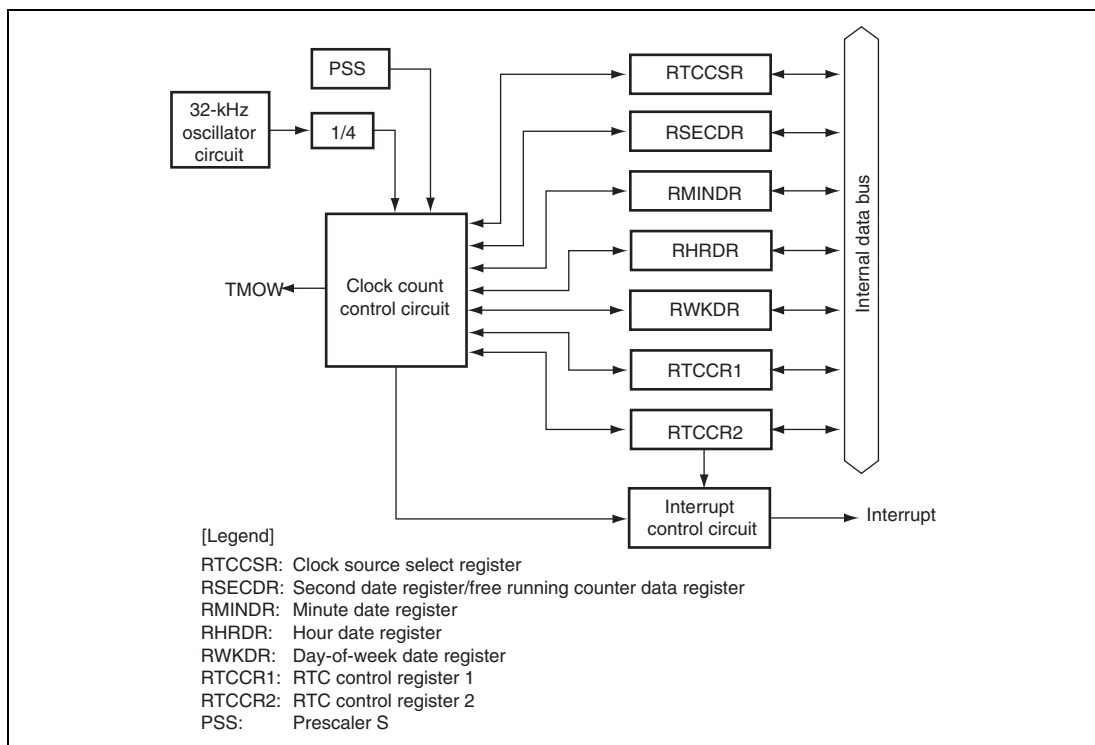 PSS
32-kHz
oscillator
circuit
1/4
RTCCSR
RSECDR
RMINDR
RHRDR
RWKDR
RTCCR1
RTCCR2
Internal data bus
TMOW
Clock count
control circuit
Interrupt
control circuit
Interrupt
[Legend]
RTCCSR: Clock source select register
RSECDR: Second date register/free running counter data register
RMINDR: Minute date register
RHRDR: Hour date register
RWKDR: Day-of-week date register
RTCCR1: RTC control register 1
RTCCR2: RTC control register 2
PSS: Prescaler S